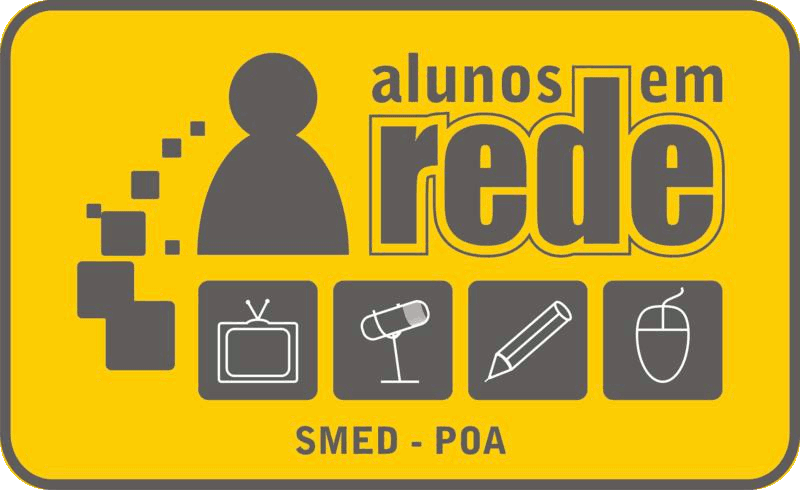 alunos em
rede
SMED - POA